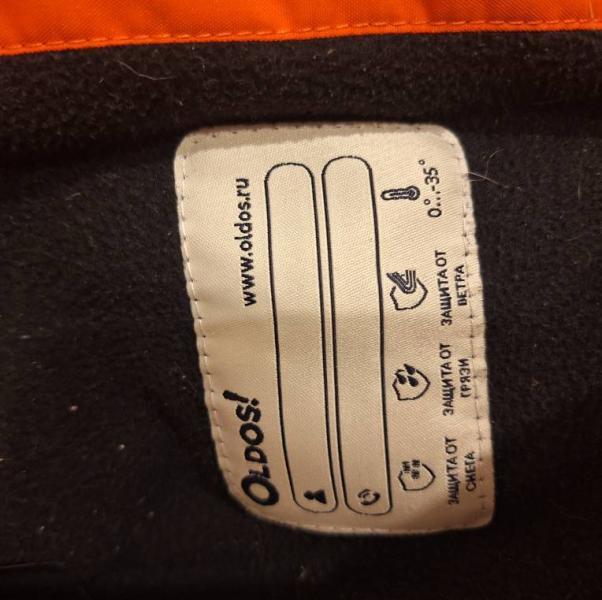 OLDOS!
www.oldos.ru
ЗАЩИТА ОТ
СНЕГА
ЗАЩИТА ОТ
ГРЯЗИ
ЗАЩИТА ОТ
ВЕТРА
0°...-35°